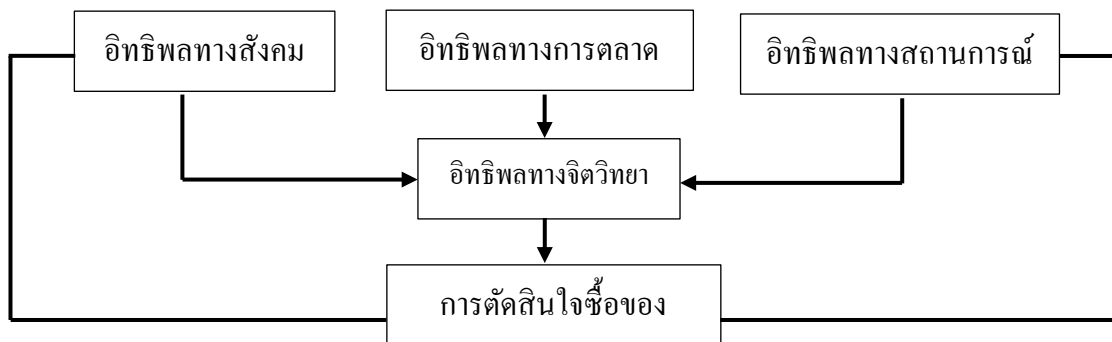 อิทธิพลทางสังคม
อิทธิพลทางการตลาด
อิทธิพลทางสถานการณ์
อิทธิพลทางจิตวิทยา
การตัดสินใจซื้อของ